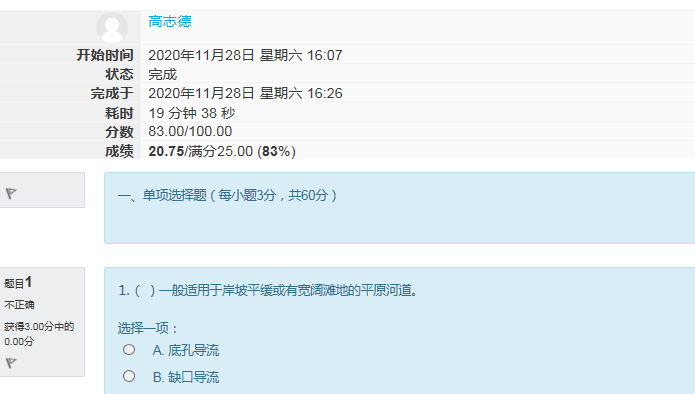 高志德
开始时间 2020年11月28日 星期六 16:07
状态 完成
完成于 2020年11月28日 星期六 16:26
耗时 19 分钟 38 秒
分数 83.00/100.00
成绩 20.75/满分25.00 (83%)
一、单项选择题（每小题3分，共60分）
题目1
不正确
获得3.00分中的
0.00分
1.（ ）一般适用于岸坡平缓或有宽阔滩地的平原河道。
选择一项：
A. 底孔导流
B. 缺口导流